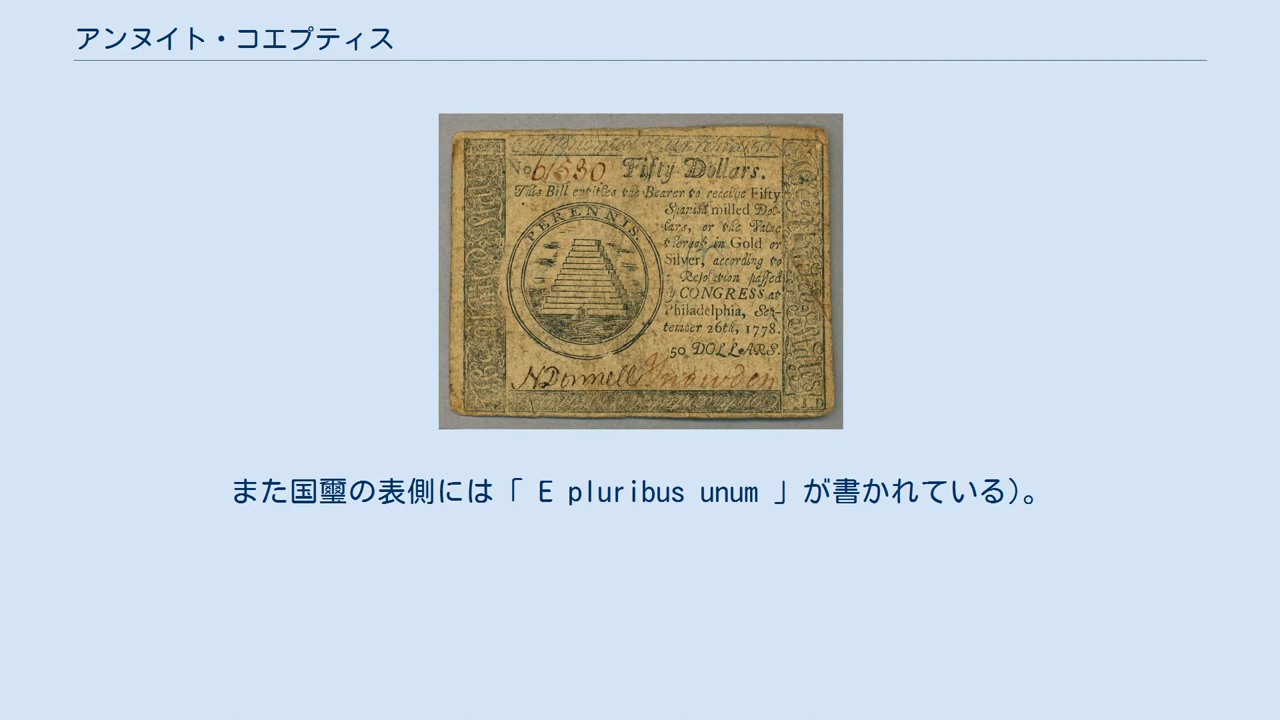 アンヌイト・コエプティス
No 61530 Fifty Dollars.
This Bill entitles the Bearer to receive Fifty
Spanish milled Dol-
lars, or the Value
thereof in Gold or
Silver, according to
a Resolution passed
by CONGRESS at
Philadelphia, Sep-
tember 26th, 1778.
50 DOLLARS.
PERENNIS.
また国璽の表側には「 E pluribus unum 」が書かれている)。